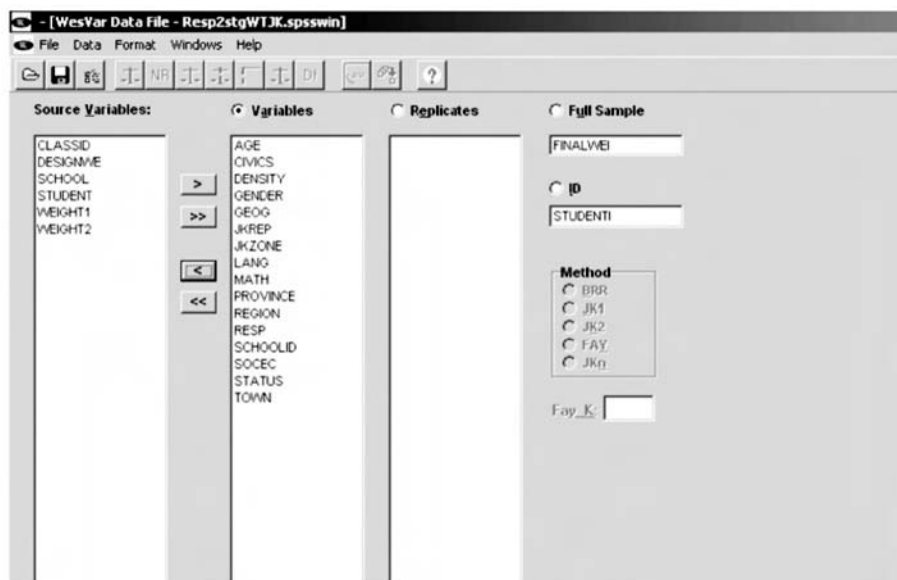 - [WesVar Data File - Resp2stgWTJK.spsswin]
File Data Format Windows Help
NR Df ?
Source Variables:
CLASSID
DESIGNWE
SCHOOL
STUDENT
WEIGHT1
WEIGHT2
>
>>
<
<<
Variables
AGE
CIVICS
DENSITY
GENDER
GEOG
JKREP
JKZONE
LANG
MATH
PROVINCE
REGION
RESP
SCHOOLID
SOCEC
STATUS
TOWN
Replicates
Full Sample
FINALWEI
ID
STUDENTI
Method
BRR
JK1
JK2
FAY
JKn
Fay_K: